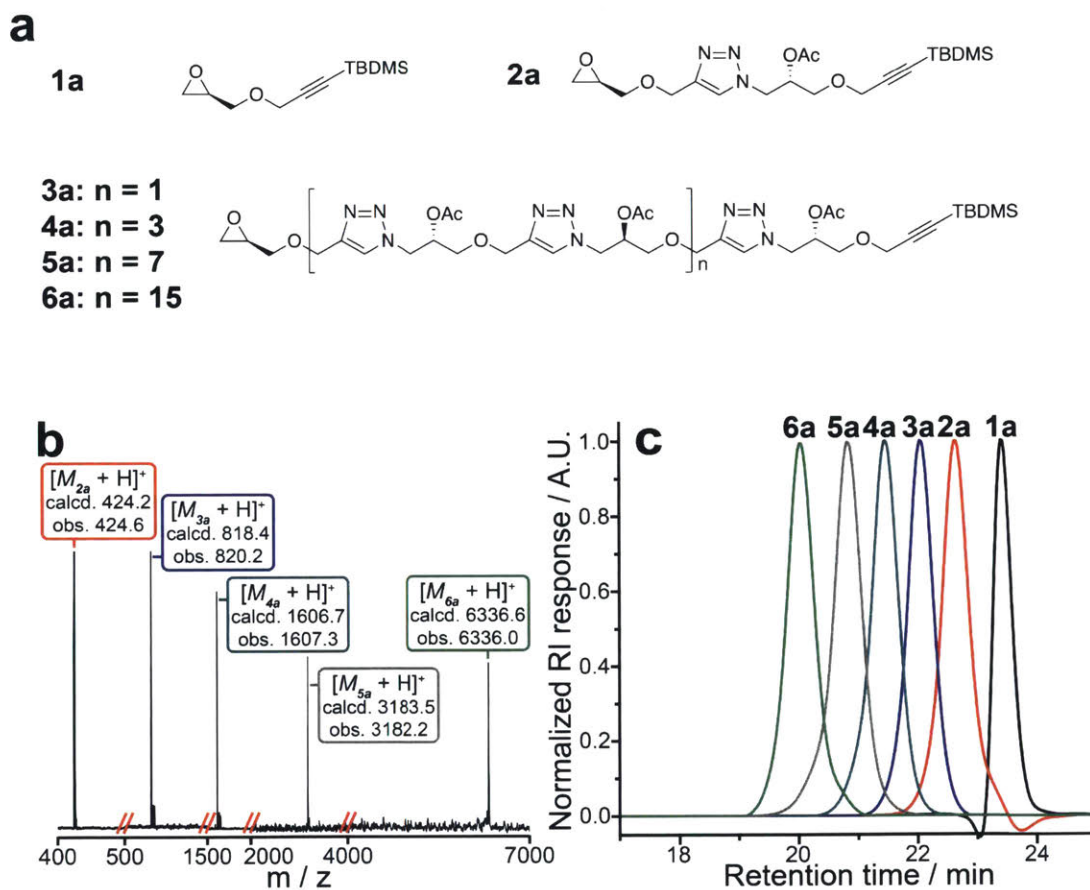 a
1a
O
O
TBDMS
2a
O
O
N=N
N
OAc
O
TBDMS
3a: n = 1
4a: n = 3
5a: n = 7
6a: n = 15
O
O
N=N
N
OAc
O
N=N
N
OAc
O
n
N=N
N
OAc
O
TBDMS
b
[M2a + H]+
calcd. 424.2
obs. 424.6
[M3a + H]+
calcd. 818.4
obs. 820.2
[M4a + H]+
calcd. 1606.7
obs. 1607.3
[M5a + H]+
calcd. 3183.5
obs. 3182.2
[M6a + H]+
calcd. 6336.6
obs. 6336.0
400 500 1500 2000 4000 7000
m / z
c
6a 5a 4a 3a 2a 1a
Normalized RI response / A.U.
1.0
0.8
0.6
0.4
0.2
0.0
18 20 22 24
Retention time / min